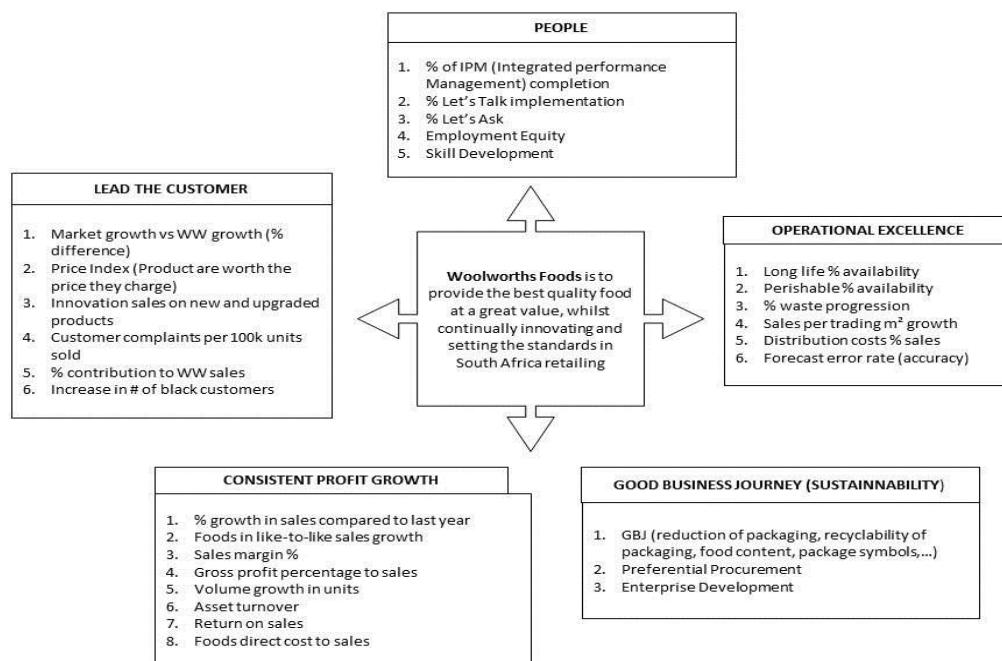 PEOPLE
1. % of IPM (Integrated performance
Management) completion
2. % Let's Talk implementation
3. % Let's Ask
4. Employment Equity
5. Skill Development
LEAD THE CUSTOMER
1. Market growth vs WW growth (%
difference)
2. Price Index (Product are worth the
price they charge)
3. Innovation sales on new and upgraded
products
4. Customer complaints per 100k units
sold
5. % contribution to WW sales
6. Increase in # of black customers
Woolworths Foods is to
provide the best quality food
at a great value, whilst
continually innovating and
setting the standards in
South Africa retailing
OPERATIONAL EXCELLENCE
1. Long life % availability
2. Perishable % availability
3. % waste progression
4. Sales per trading m² growth
5. Distribution costs % sales
6. Forecast error rate (accuracy)
CONSISTENT PROFIT GROWTH
1. % growth in sales compared to last year
2. Foods in like-to-like sales growth
3. Sales margin %
4. Gross profit percentage to sales
5. Volume growth in units
6. Asset turnover
7. Return on sales
8. Foods direct cost to sales
GOOD BUSINESS JOURNEY (SUSTAINNABILITY)
1. GBJ (reduction of packaging, recyclability of
packaging, food content, package symbols,...)
2. Preferential Procurement
3. Enterprise Development